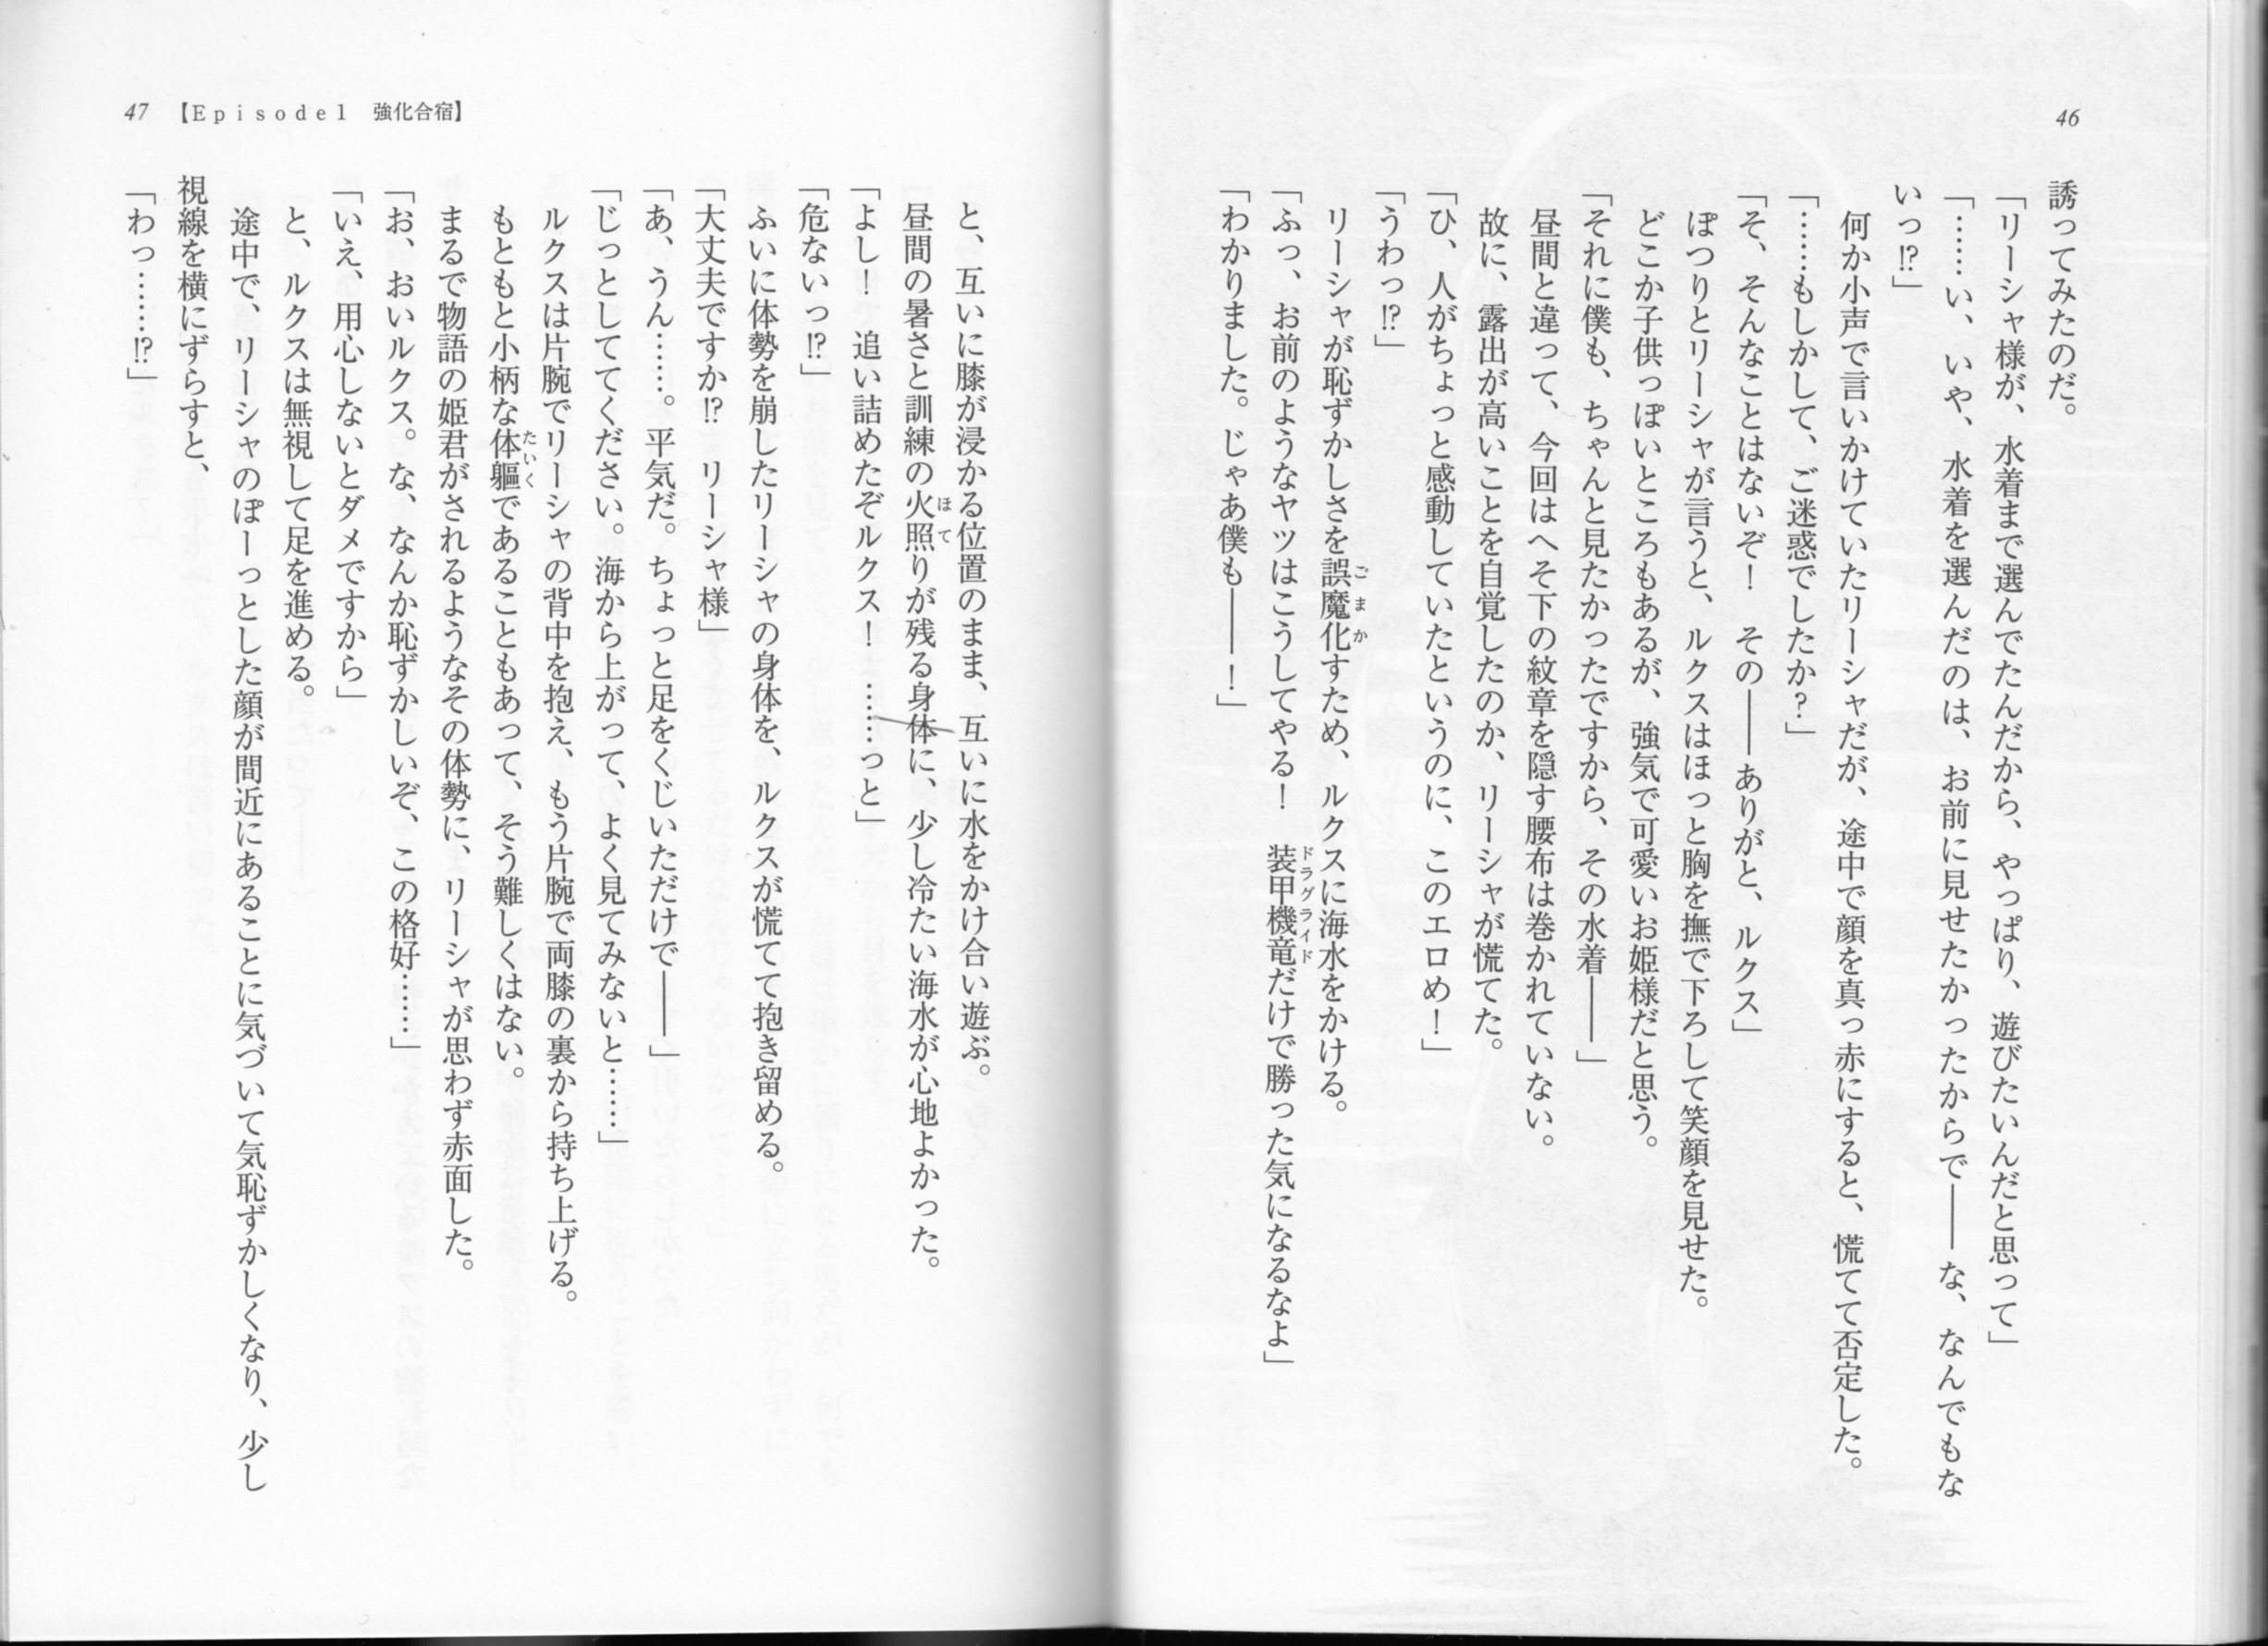 46
誘ってみたのだ。
「リーシャ様が、水着まで選んでたんだから、やっぱり、遊びたいんだと思って」
「……い、いや、水着を選んだのは、お前に見せたかったからで――な、なんでもな
いっ!?」
何か小声で言いかけていたリーシャだが、途中で顔を真っ赤にすると、慌てて否定した。
「……もしかして、ご迷惑でしたか?」
「そ、そんなことはないぞ! その――ありがと、ルクス」
ぽつりとリーシャが言うと、ルクスはほっと胸を撫で下ろして笑顔を見せた。
どこか子供っぽいところもあるが、強気で可愛いお姫様だと思う。
「それに僕も、ちゃんと見たかったですから、その水着――」
昼間と違って、今回はへそ下の紋章を隠す腰布は巻かれていない。
故に、露出が高いことを自覚したのか、リーシャが慌てた。
「ひ、人がちょっと感動していたというのに、このエロめ!」
「うわっ!?」
リーシャが恥ずかしさを誤魔化すため、ルクスに海水をかける。
「ふっ、お前のようなヤツはこうしてやる! 装甲機竜だけで勝った気になるなよ」
「わかりました。じゃあ僕も――!」
47 【Episode1 強化合宿】
と、互いに膝が浸かる位置のまま、互いに水をかけ合い遊ぶ。
昼間の暑さと訓練の火照りが残る身体に、少し冷たい海水が心地よかった。
「よし! 追い詰めたぞルクス! ……っと」
「危ないっ!?」
ふいに体勢を崩したリーシャの身体を、ルクスが慌てて抱き留める。
「大丈夫ですか!? リーシャ様」
「あ、うん……。平気だ。ちょっと足をくじいただけで――」
「じっとしててください。海から上がって、よく見てみないと……」
ルクスは片腕でリーシャの背中を抱え、もう片腕で両膝の裏から持ち上げる。
もともと小柄な体軀であることもあって、そう難しくはない。
まるで物語の姫君がされるようなその体勢に、リーシャが思わず赤面した。
「お、おいルクス。な、なんか恥ずかしいぞ、この格好……」
「いえ、用心しないとダメですから」
と、ルクスは無視して足を進める。
途中で、リーシャのぽーっとした顔が間近にあることに気づいて気恥ずかしくなり、少し
視線を横にずらすと、
「わっ……!?」